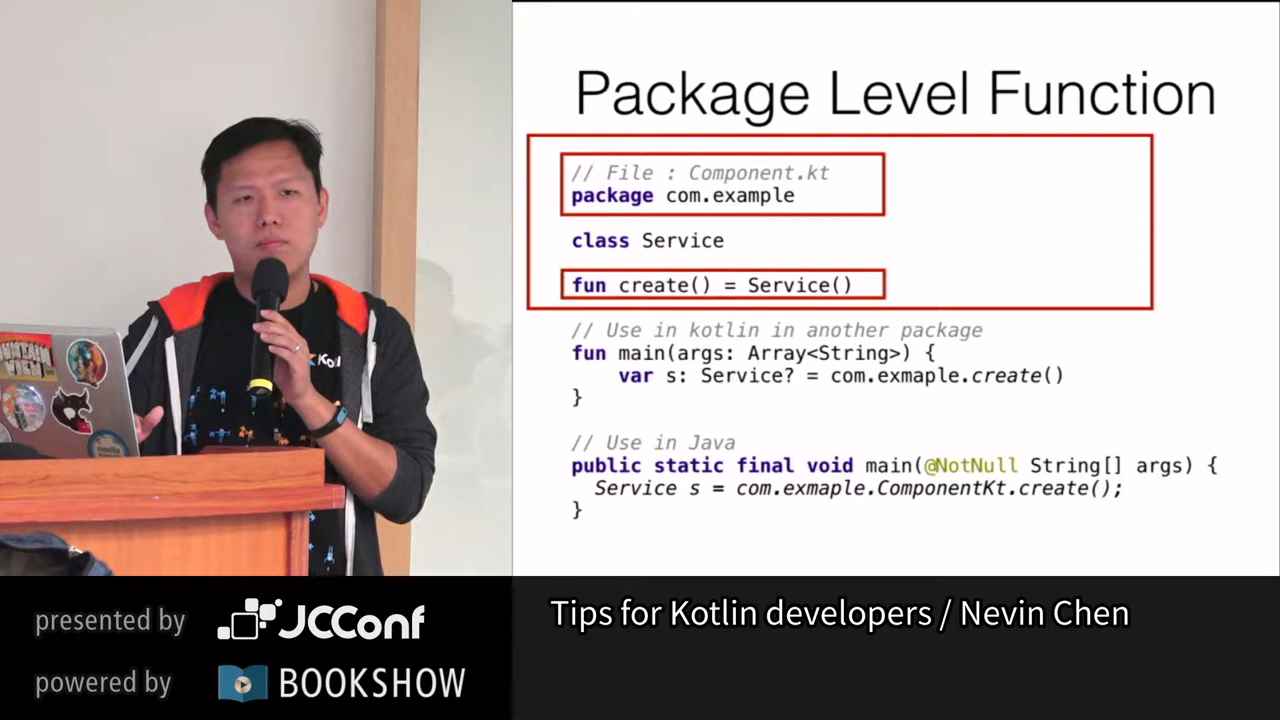 Package Level Function
// File : Component.kt
package com.example
class Service
fun create() = Service()
// Use in kotlin in another package
fun main(args: Array<String>) {
var s: Service? = com.exmaple.create()
}
// Use in Java
public static final void main(@NotNull String[] args) {
Service s = com.exmaple.ComponentKt.create();
}
MOUNTAIN
VIEW
presented by
JCConf
powered by
BOOKSHOW
Tips for Kotlin developers / Nevin Chen